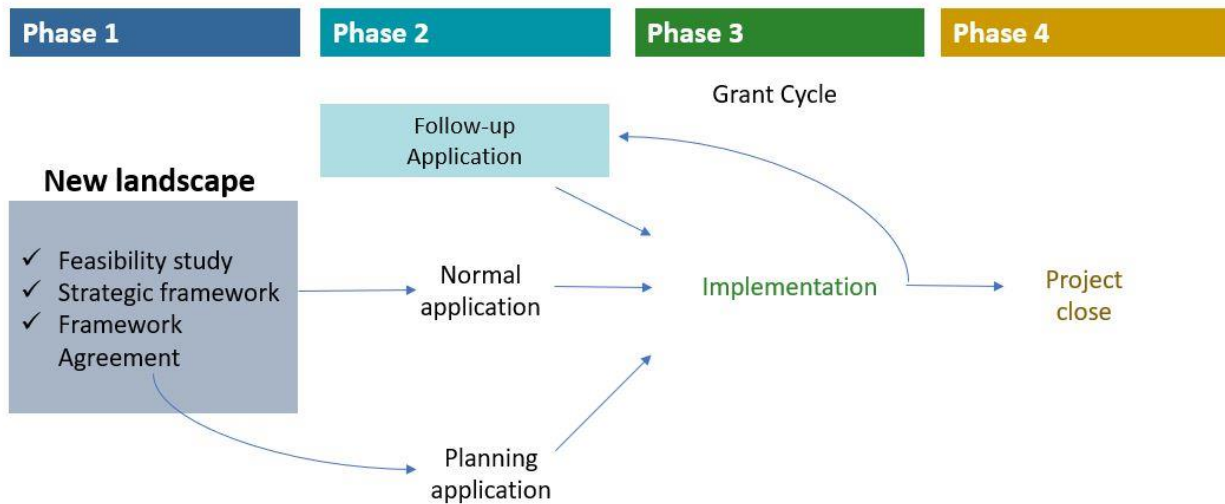 Phase 1
Phase 2
Phase 3
Phase 4
Grant Cycle
Follow-up
Application
New landscape
✓ Feasibility study
✓ Strategic framework
✓ Framework
Agreement
Normal
application
Implementation
Project
close
Planning
application